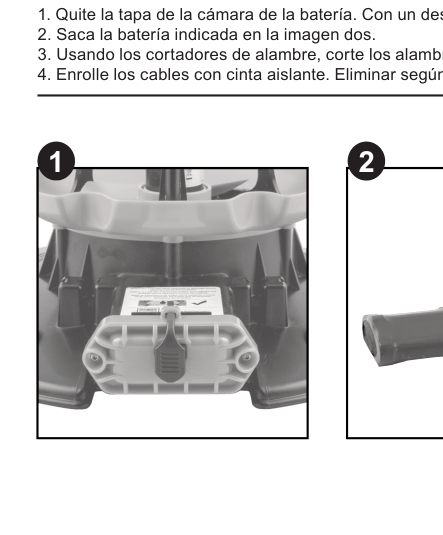 1. Quite la tapa de la cámara de la batería. Con un des
2. Saca la batería indicada en la imagen dos.
3. Usando los cortadores de alambre, corte los alamb
4. Enrolle los cables con cinta aislante. Eliminar según
1
2